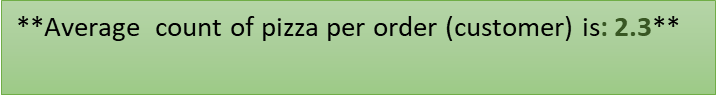 **Average  count of pizza per order (customer) is: 2.3**